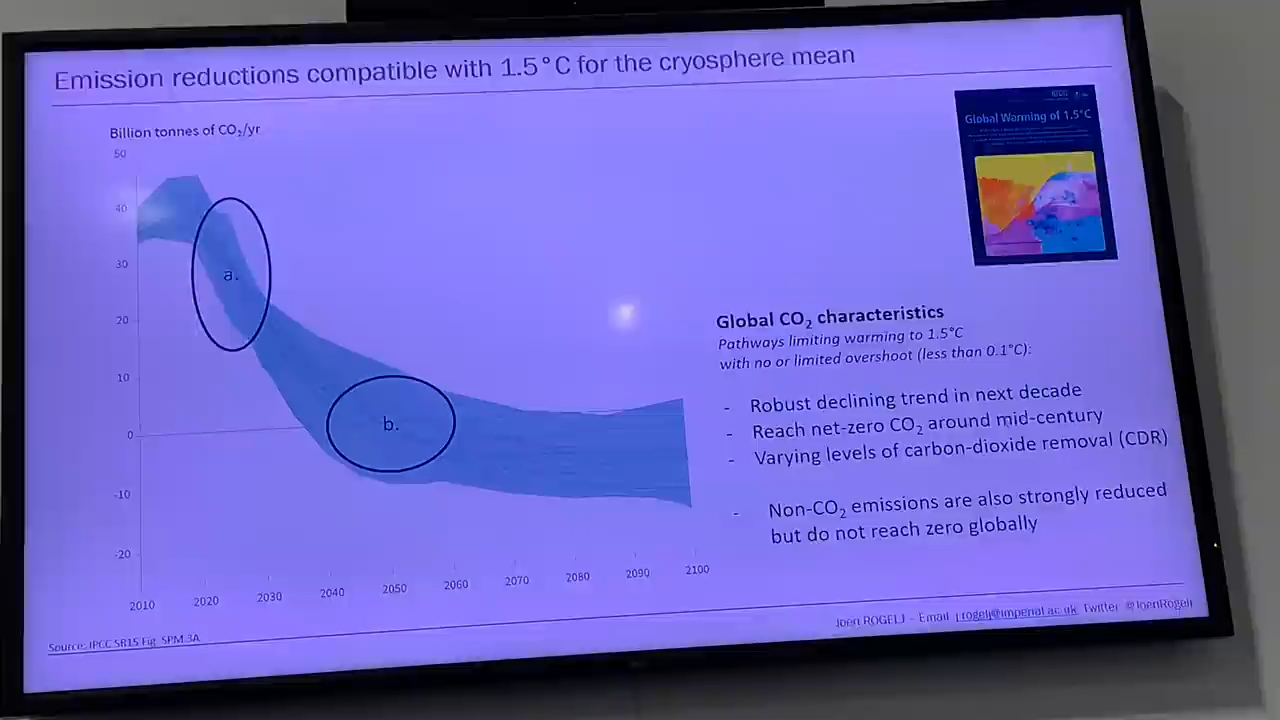 Emission reductions compatible with 1.5°C for the cryosphere mean
Global Warming of 1.5°C
Billion tonnes of CO₂/yr
50
40
30
20
10
0
-10
-20
2010
2020
2030
2040
2050
2060
2070
2080
2090
2100
a.
b.
Global CO₂ characteristics
Pathways limiting warming to 1.5°C
with no or limited overshoot (less than 0.1°C):
- Robust declining trend in next decade
- Reach net-zero CO₂ around mid-century
- Varying levels of carbon-dioxide removal (CDR)
- Non-CO₂ emissions are also strongly reduced
but do not reach zero globally
Source: IPCC SR15 Fig SPM.3A
Joeri ROGELJ - Email j.rogelj@imperial.ac.uk Twitter @JoeriRogelj